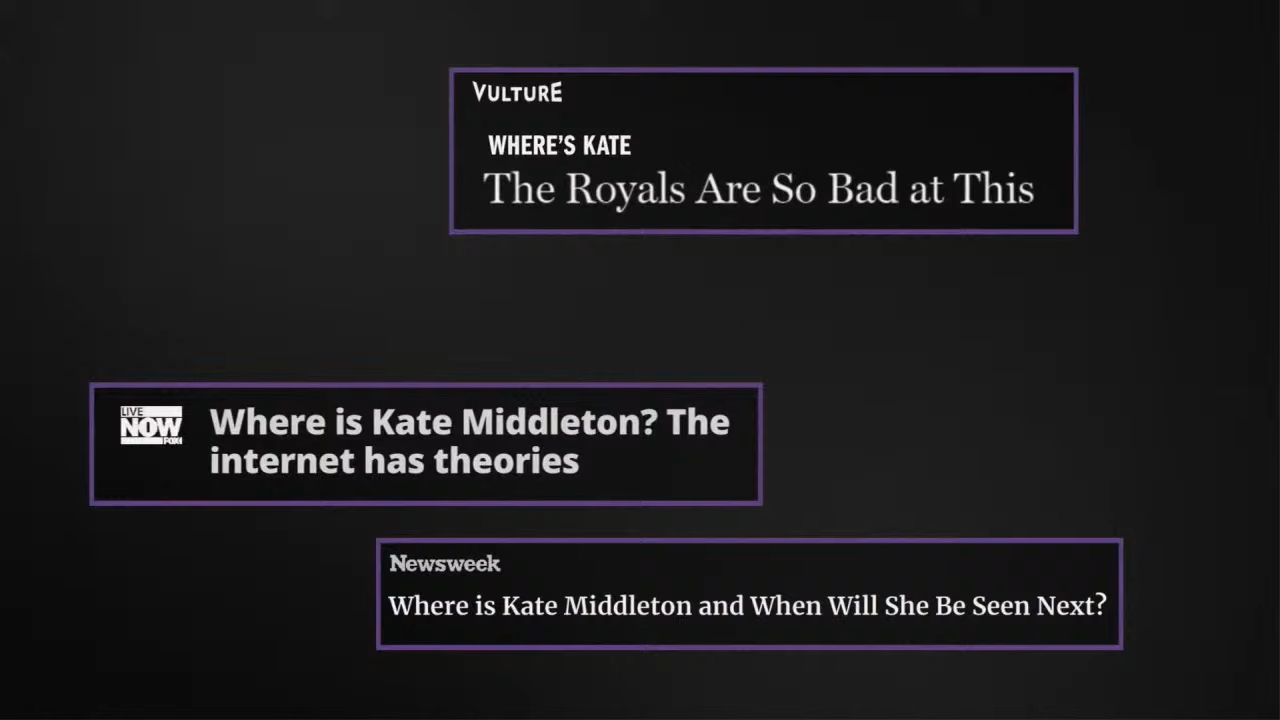 VULTURE
WHERE'S KATE
The Royals Are So Bad at This
LIVE
NOW
FOX
Where is Kate Middleton? The
internet has theories
Newsweek
Where is Kate Middleton and When Will She Be Seen Next?